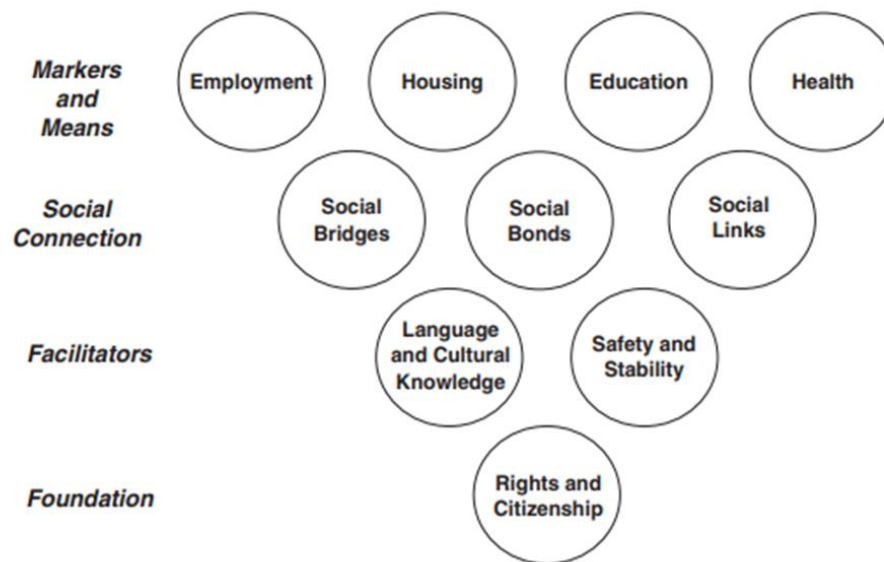 Markers
and
Means
Employment
Housing
Education
Health
Social
Connection
Social
Bridges
Social
Bonds
Social
Links
Facilitators
Language
and Cultural
Knowledge
Safety and
Stability
Foundation
Rights and
Citizenship